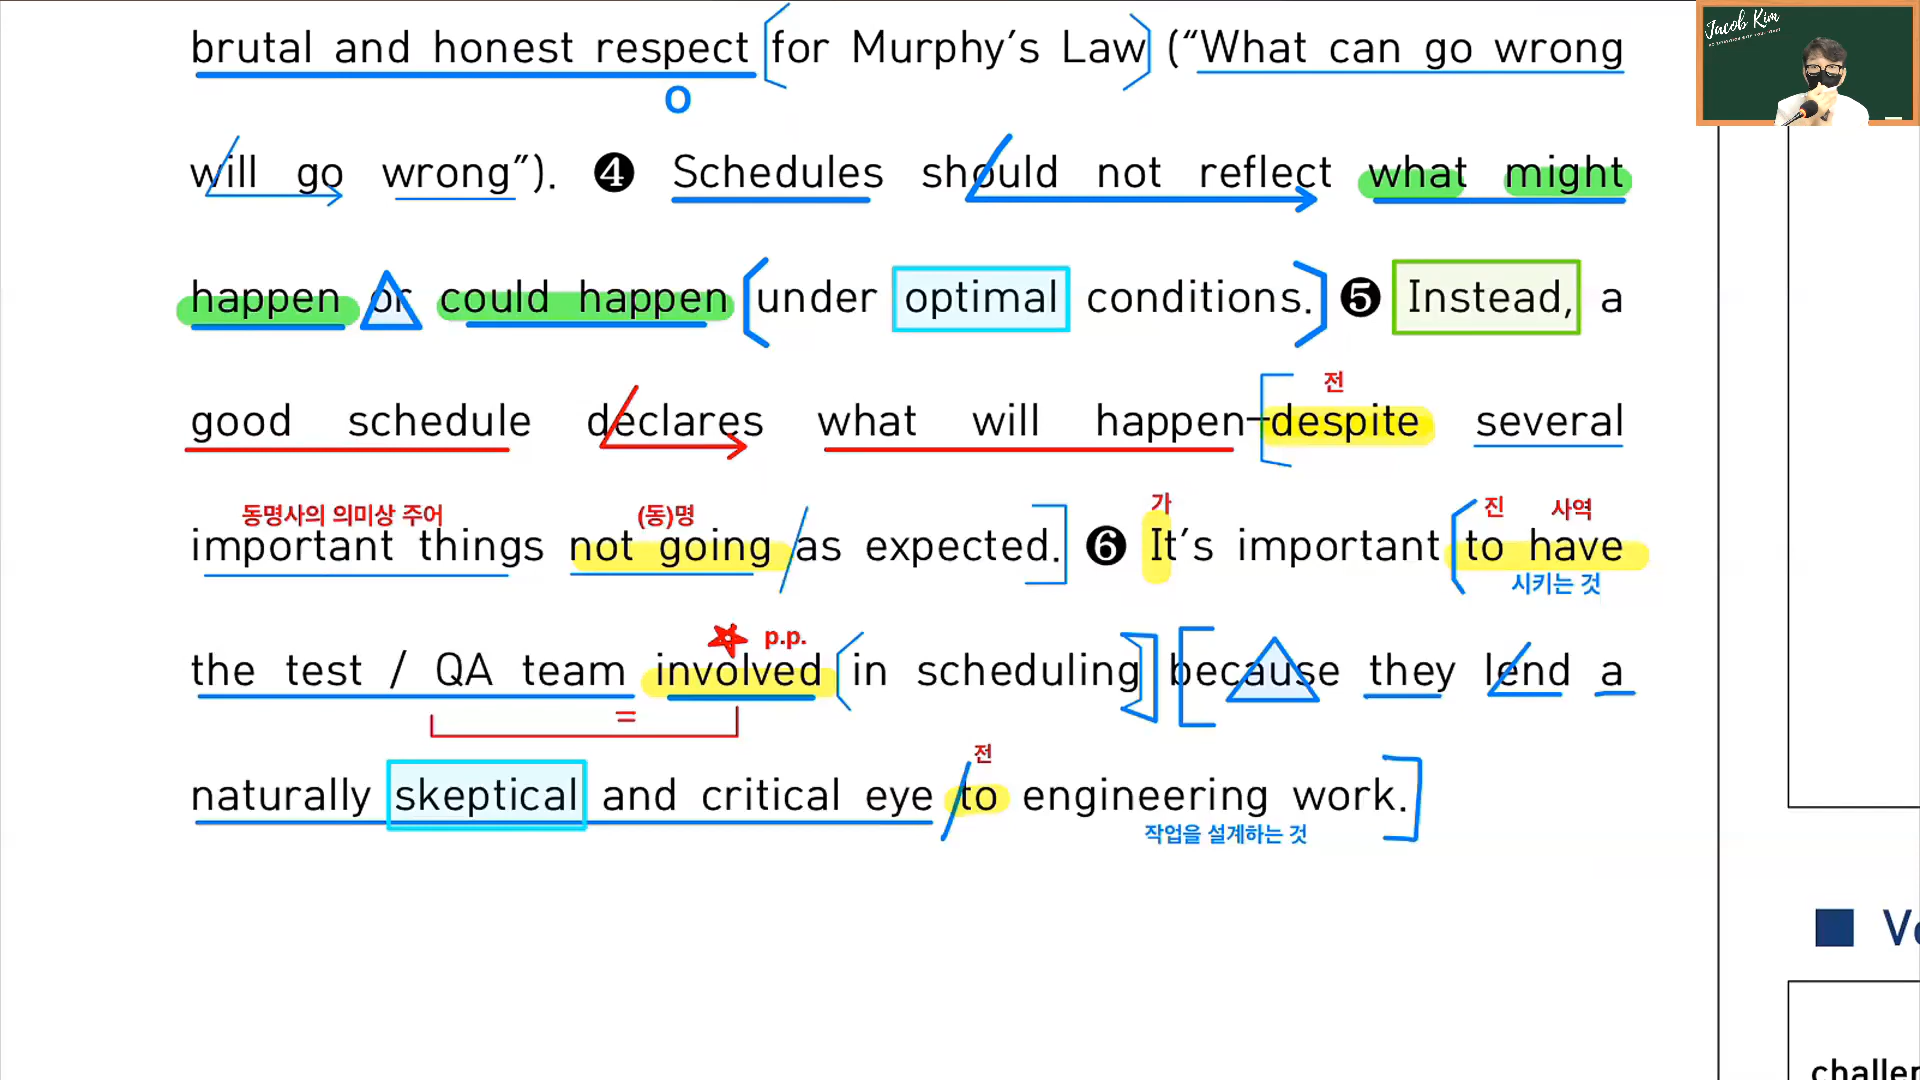 brutal and honest respect for Murphy's Law ("What can go wrong
O
will go wrong"). ❹ Schedules should not reflect what might
happen or could happen under optimal conditions. ❺ Instead, a
전
good schedule declares what will happen-despite several
동명사의 의미상 주어 (동)명 가 진 사역
important things not going as expected. ❻ It's important to have
시키는 것
p.p.
the test / QA team involved in scheduling because they lend a
=
전
naturally skeptical and critical eye to engineering work.
작업을 설계하는 것
Jacob Kim